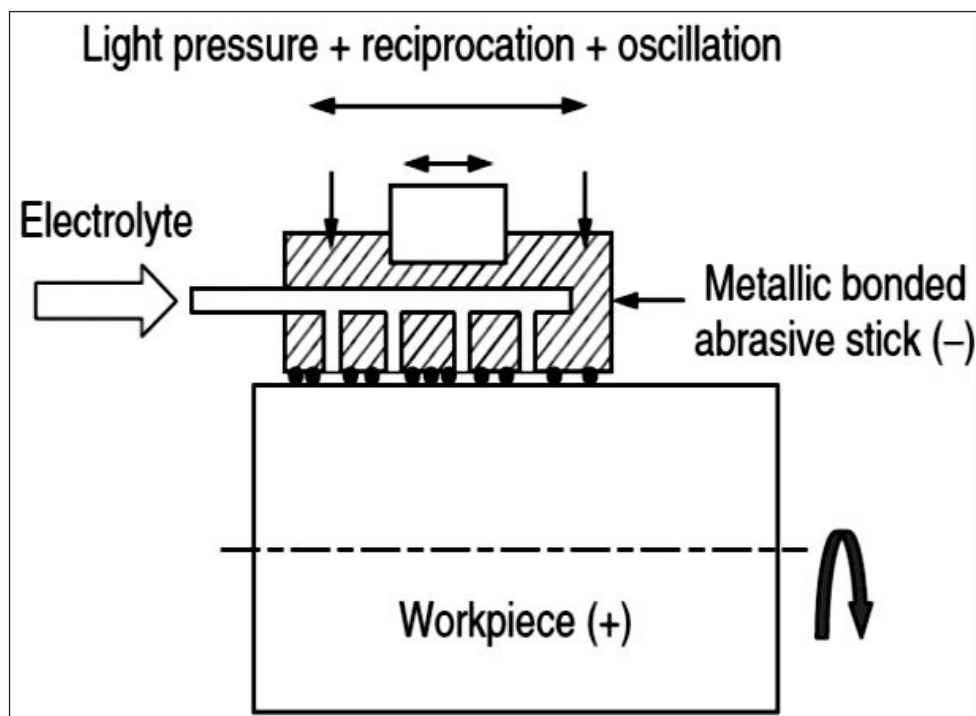 Light pressure + reciprocation + oscillation
Electrolyte
Metallic bonded
abrasive stick (–)
Workpiece (+)